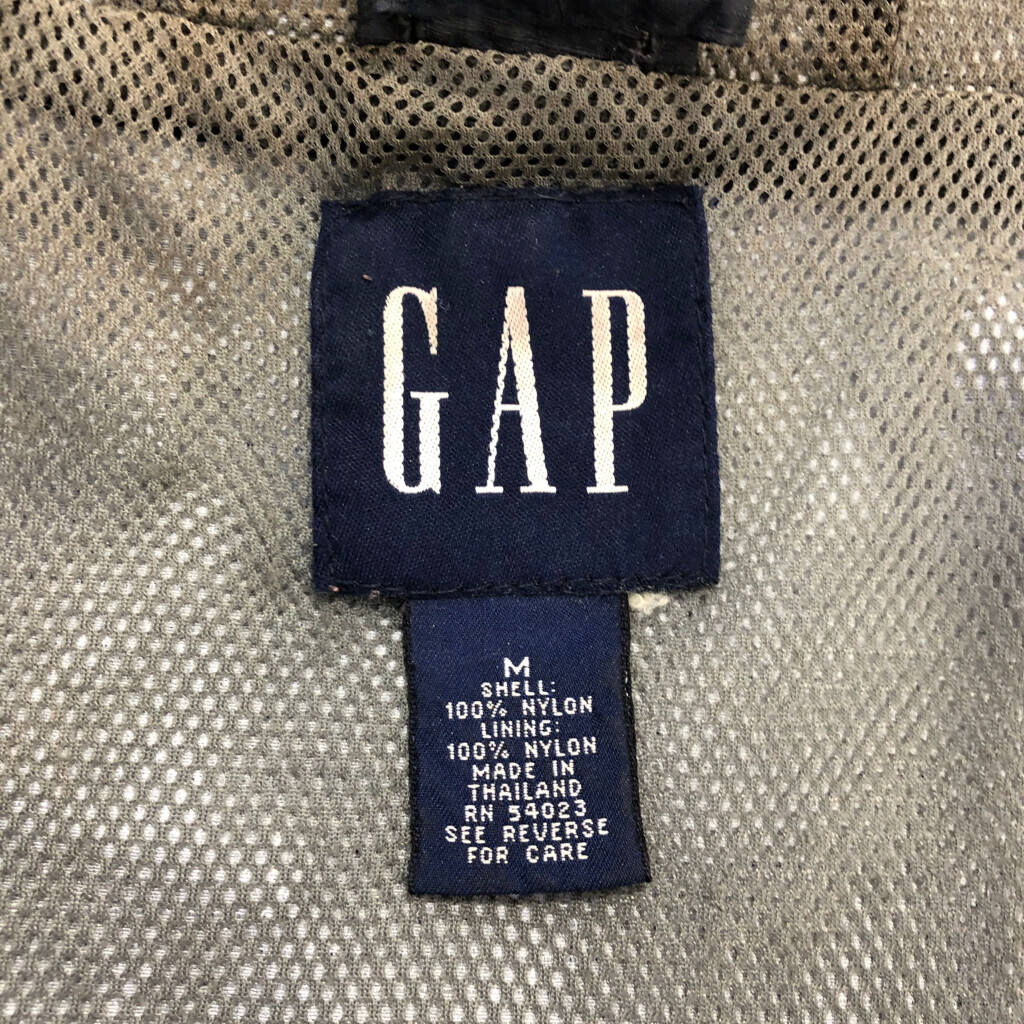 GAP
M
SHELL:
100% NYLON
LINING:
100% NYLON
MADE IN
THAILAND
RN 54023
SEE REVERSE
FOR CARE